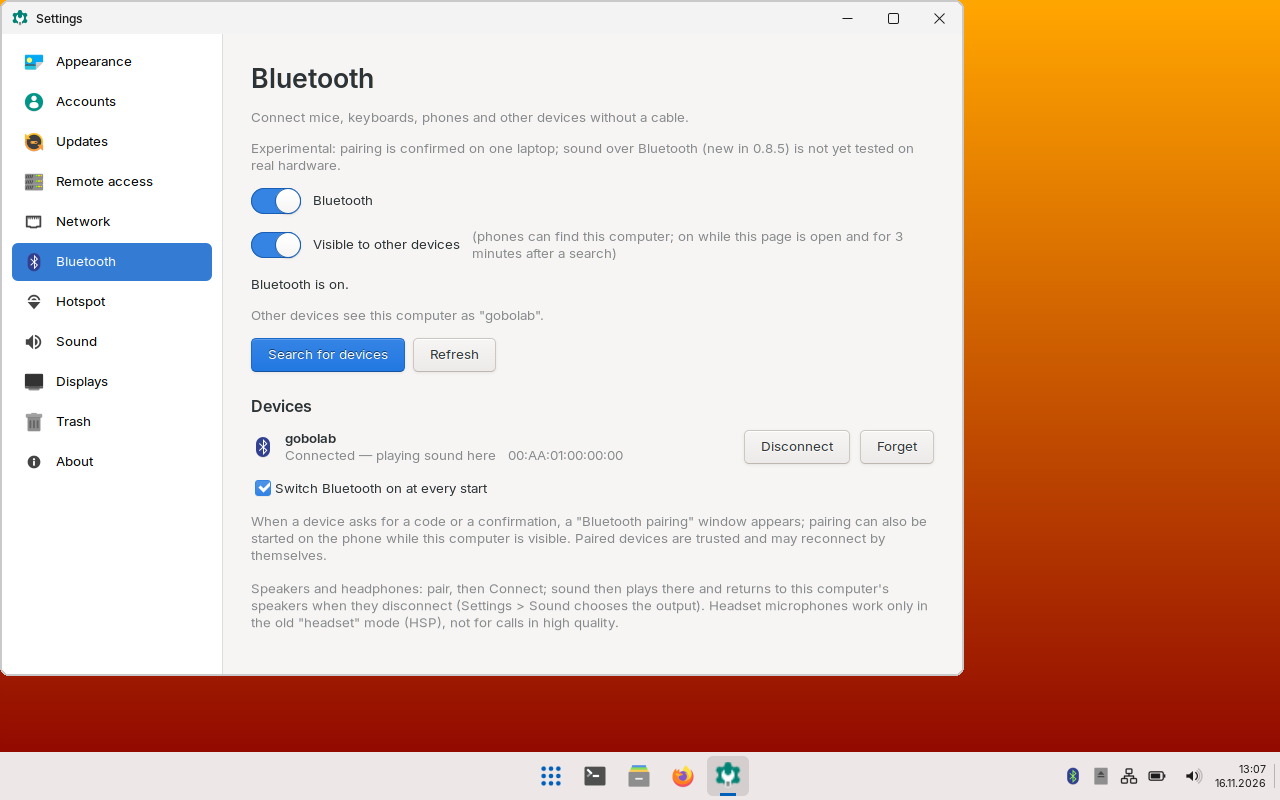 Settings
Appearance
Accounts
Updates
Remote access
Network
Bluetooth
Hotspot
Sound
Displays
Trash
About
Bluetooth
Connect mice, keyboards, phones and other devices without a cable.
Experimental: pairing is confirmed on one laptop; sound over Bluetooth (new in 0.8.5) is not yet tested on
real hardware.
Bluetooth
Visible to other devices
(phones can find this computer; on while this page is open and for 3
minutes after a search)
Bluetooth is on.
Other devices see this computer as "gobolab".
Search for devices
Refresh
Devices
gobolab
Connected — playing sound here 00:AA:01:00:00:00
Disconnect
Forget
Switch Bluetooth on at every start
When a device asks for a code or a confirmation, a "Bluetooth pairing" window appears; pairing can also be
started on the phone while this computer is visible. Paired devices are trusted and may reconnect by
themselves.
Speakers and headphones: pair, then Connect; sound then plays there and returns to this computer's
speakers when they disconnect (Settings > Sound chooses the output). Headset microphones work only in
the old "headset" mode (HSP), not for calls in high quality.
13:07
16.11.2026